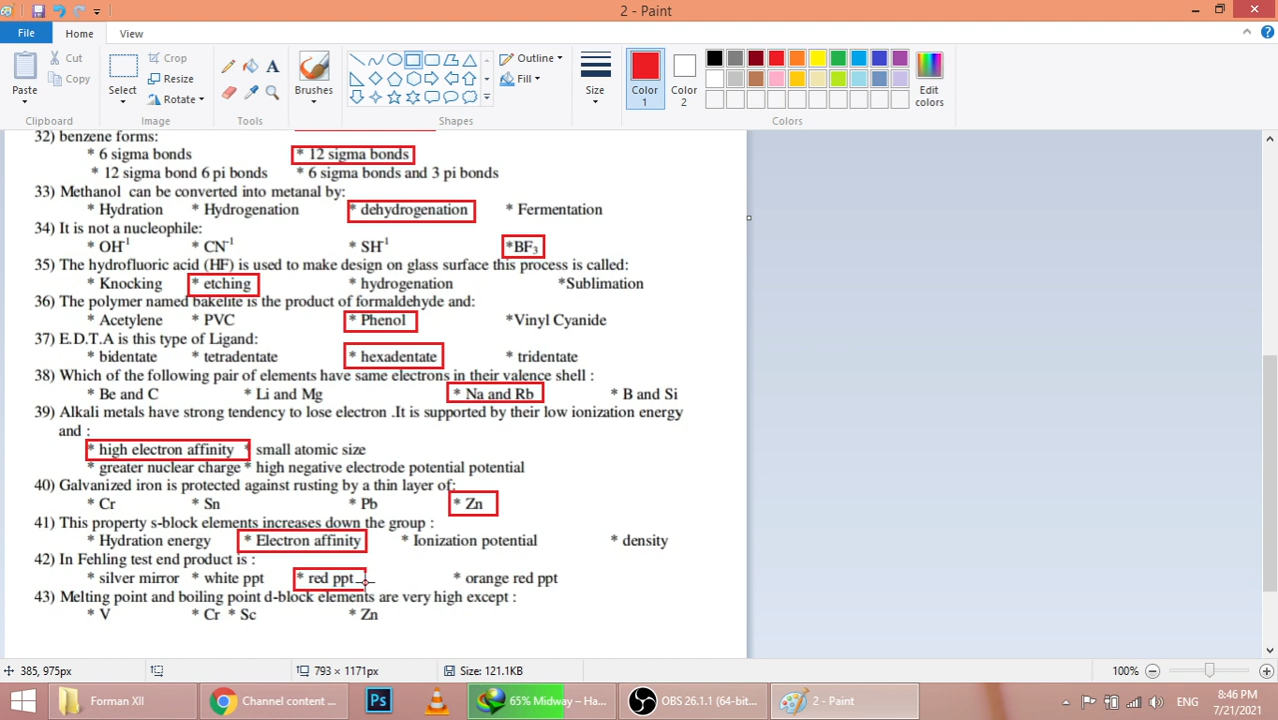 2 - Paint
File
Home
View
Paste
Cut
Copy
Clipboard
Select
Crop
Resize
Rotate
Image
A
Tools
Brushes
Outline
Fill
Shapes
Size
Color
1
Color
2
Edit
colors
Colors
32) benzene forms:
* 6 sigma bonds * 12 sigma bonds
* 12 sigma bond 6 pi bonds * 6 sigma bonds and 3 pi bonds
33) Methanol can be converted into metanal by:
* Hydration * Hydrogenation * dehydrogenation * Fermentation
34) It is not a nucleophile:
* OH-1 * CN-1 * SH-1 *BF3
35) The hydrofluoric acid (HF) is used to make design on glass surface this process is called:
* Knocking * etching * hydrogenation *Sublimation
36) The polymer named bakelite is the product of formaldehyde and:
* Acetylene * PVC * Phenol *Vinyl Cyanide
37) E.D.T.A is this type of Ligand:
* bidentate * tetradentate * hexadentate * tridentate
38) Which of the following pair of elements have same electrons in their valence shell :
* Be and C * Li and Mg * Na and Rb * B and Si
39) Alkali metals have strong tendency to lose electron .It is supported by their low ionization energy
and :
* high electron affinity * small atomic size
* greater nuclear charge * high negative electrode potential potential
40) Galvanized iron is protected against rusting by a thin layer of:
* Cr * Sn * Pb * Zn
41) This property s-block elements increases down the group :
* Hydration energy * Electron affinity * Ionization potential * density
42) In Fehling test end product is :
* silver mirror * white ppt * red ppt * orange red ppt
43) Melting point and boiling point d-block elements are very high except :
* V * Cr * Sc * Zn
385, 975px
793 × 1171px
Size: 121.1KB
100%
Forman XII
Channel content ...
Ps
65% Midway – Ha...
OBS 26.1.1 (64-bit...
2 - Paint
ENG
8:46 PM
7/21/2021